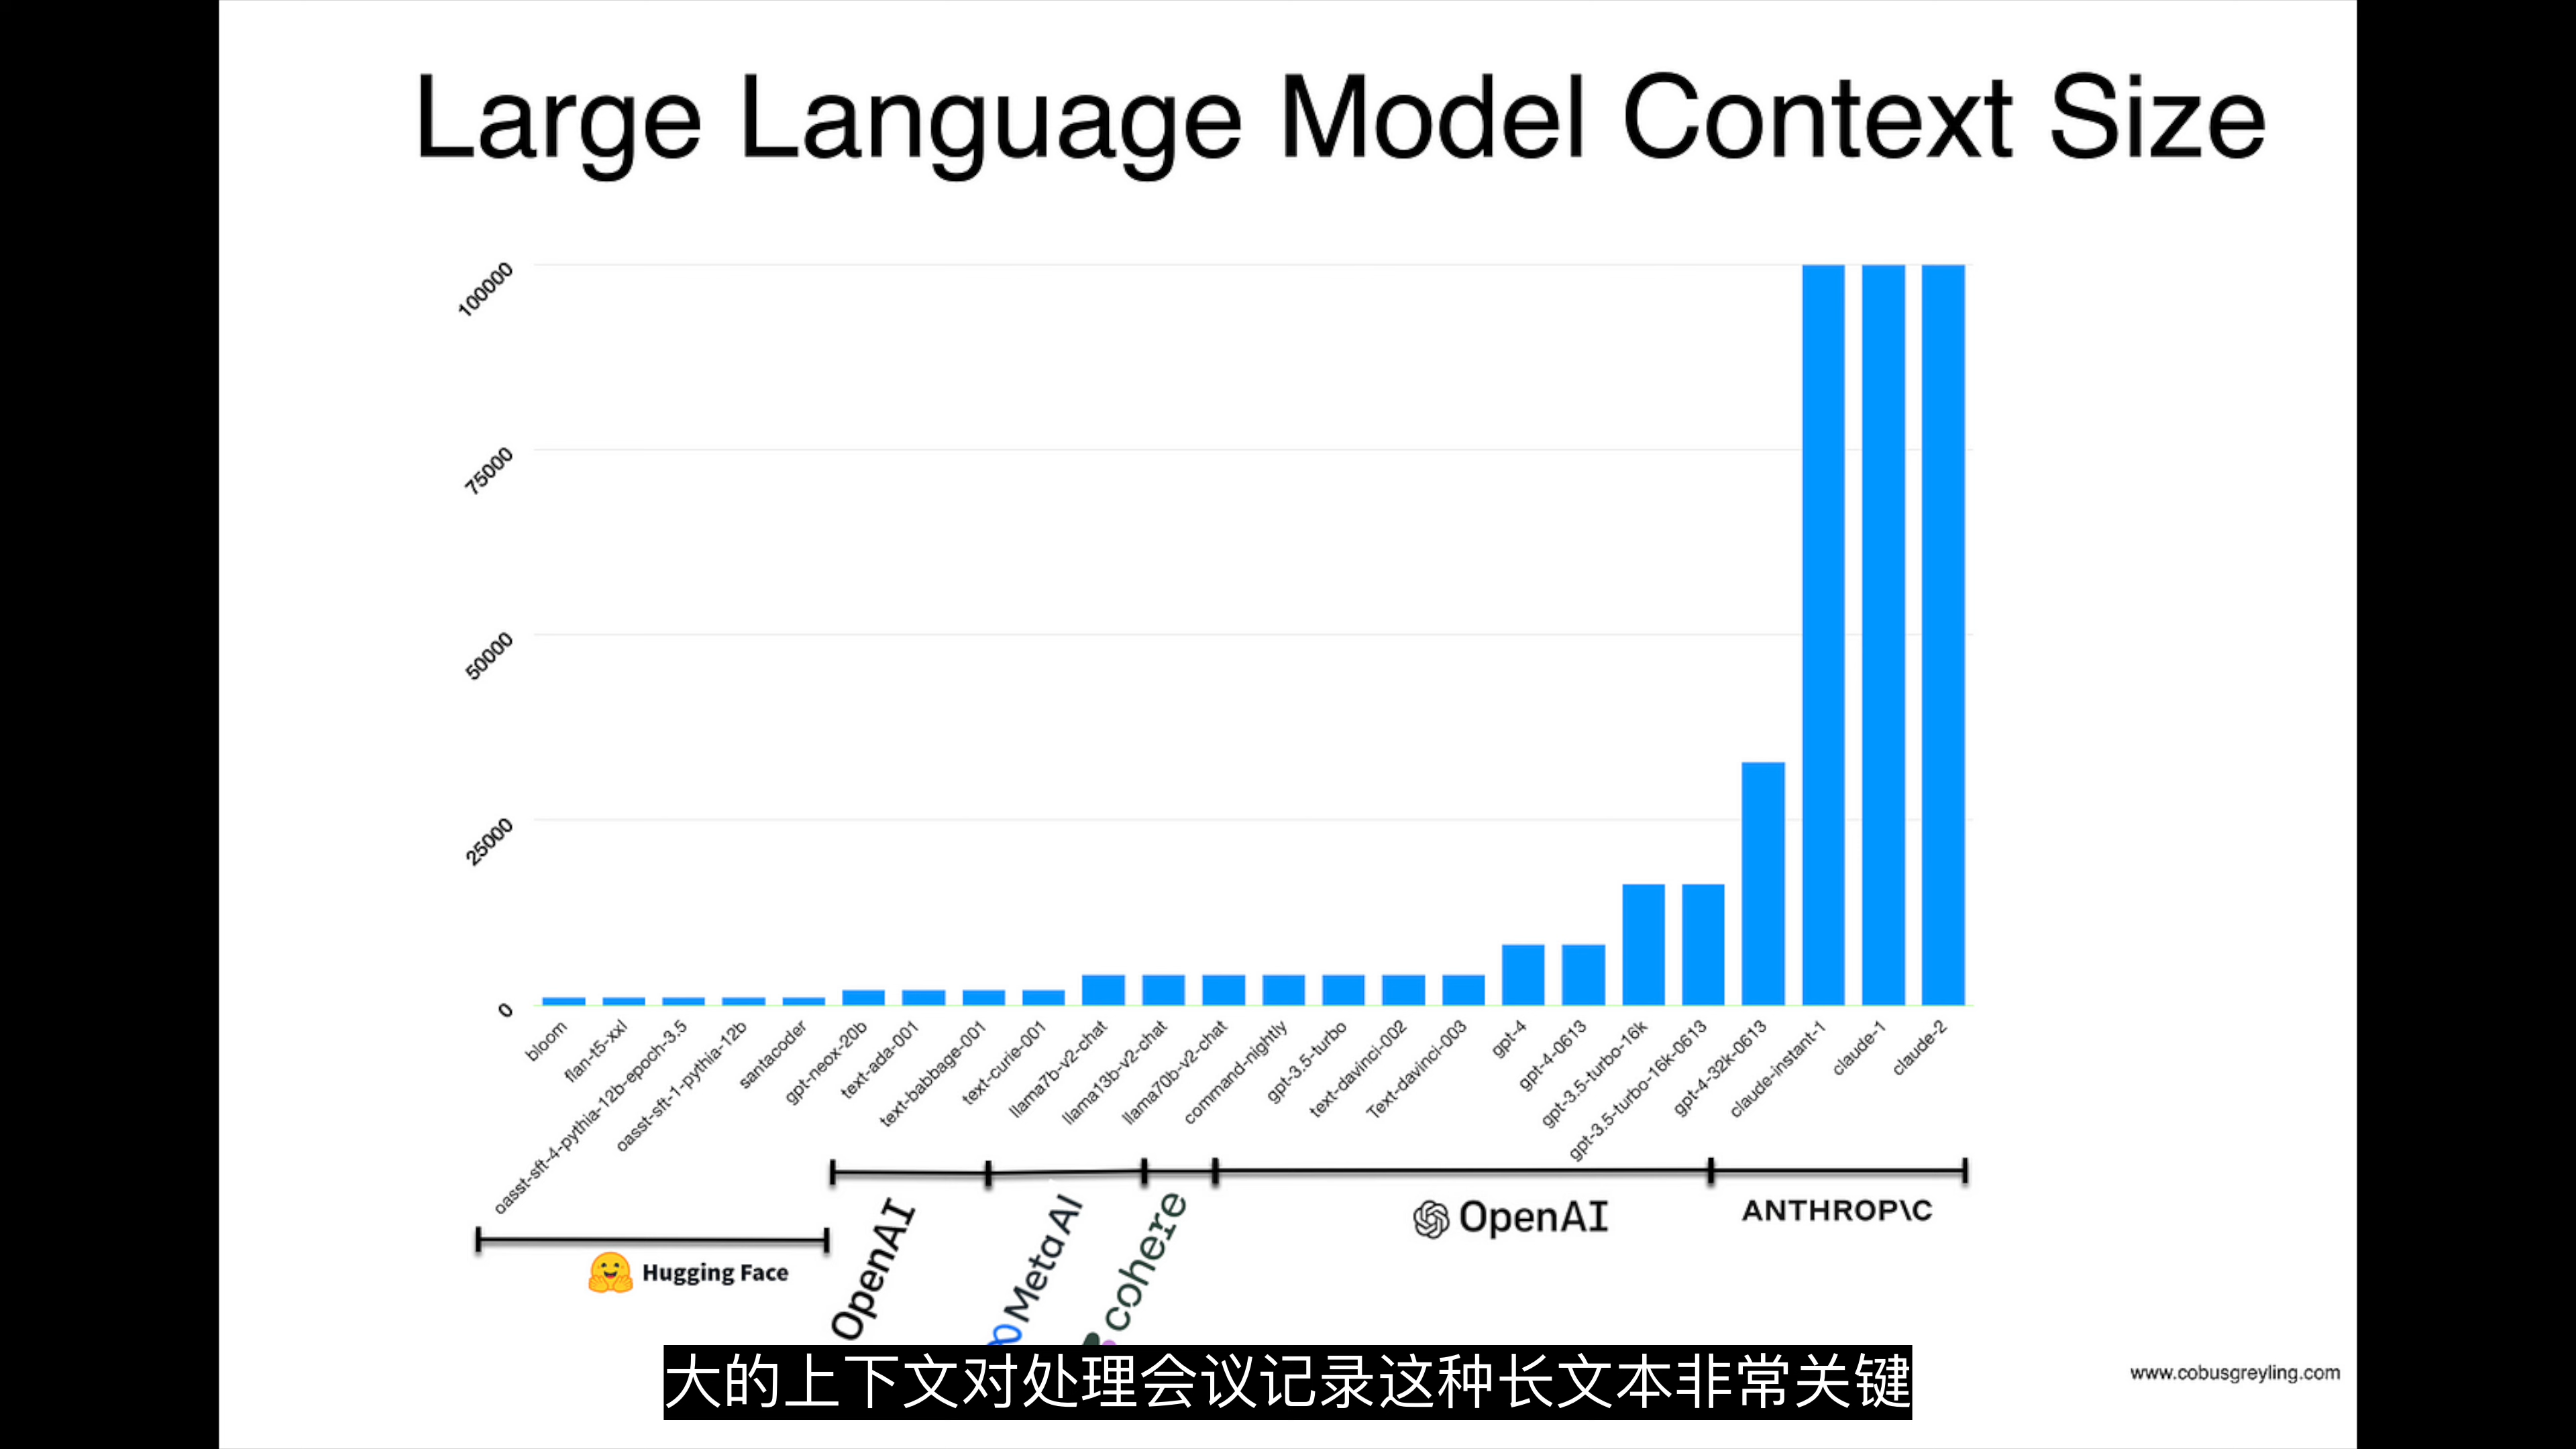 Large Language Model Context Size
100000
75000
50000
25000
0
bloom
flan-t5-xxl
oasst-sft-4-pythia-12b-epoch-3.5
oasst-sft-1-pythia-12b
santacoder
gpt-neox-20b
text-ada-001
text-babbage-001
text-curie-001
llama7b-v2-chat
llama13b-v2-chat
llama70b-v2-chat
command-nightly
gpt-3.5-turbo
text-davinci-002
Text-davinci-003
gpt-4
gpt-4-0613
gpt-3.5-turbo-16k
gpt-3.5-turbo-16k-0613
gpt-4-32k-0613
claude-instant-1
claude-1
claude-2
Hugging Face
OpenAI
Meta AI
cohere
OpenAI
ANTHROP\C
大的上下文对处理会议记录这种长文本非常关键
www.cobusgreyling.com